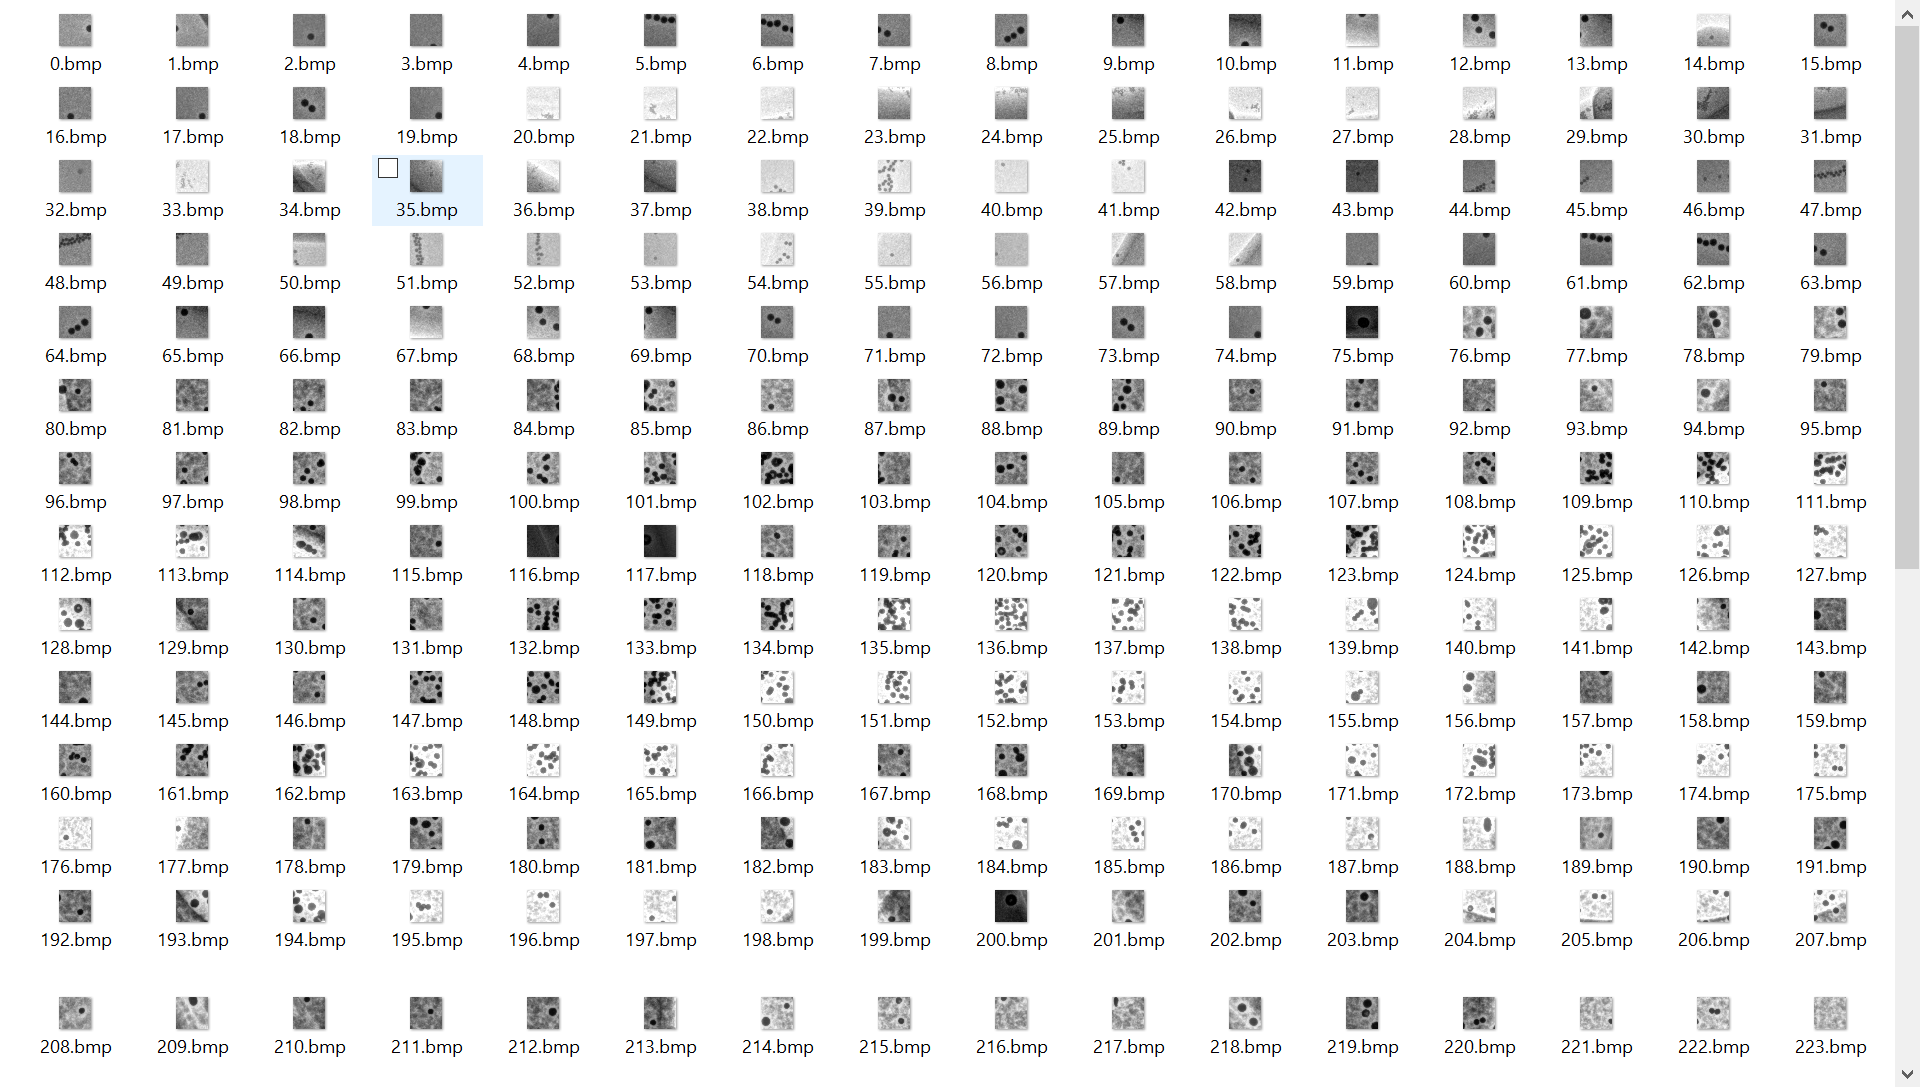 0.bmp 1.bmp 2.bmp 3.bmp 4.bmp 5.bmp 6.bmp 7.bmp 8.bmp 9.bmp 10.bmp 11.bmp 12.bmp 13.bmp 14.bmp 15.bmp
16.bmp 17.bmp 18.bmp 19.bmp 20.bmp 21.bmp 22.bmp 23.bmp 24.bmp 25.bmp 26.bmp 27.bmp 28.bmp 29.bmp 30.bmp 31.bmp
32.bmp 33.bmp 34.bmp 35.bmp 36.bmp 37.bmp 38.bmp 39.bmp 40.bmp 41.bmp 42.bmp 43.bmp 44.bmp 45.bmp 46.bmp 47.bmp
48.bmp 49.bmp 50.bmp 51.bmp 52.bmp 53.bmp 54.bmp 55.bmp 56.bmp 57.bmp 58.bmp 59.bmp 60.bmp 61.bmp 62.bmp 63.bmp
64.bmp 65.bmp 66.bmp 67.bmp 68.bmp 69.bmp 70.bmp 71.bmp 72.bmp 73.bmp 74.bmp 75.bmp 76.bmp 77.bmp 78.bmp 79.bmp
80.bmp 81.bmp 82.bmp 83.bmp 84.bmp 85.bmp 86.bmp 87.bmp 88.bmp 89.bmp 90.bmp 91.bmp 92.bmp 93.bmp 94.bmp 95.bmp
96.bmp 97.bmp 98.bmp 99.bmp 100.bmp 101.bmp 102.bmp 103.bmp 104.bmp 105.bmp 106.bmp 107.bmp 108.bmp 109.bmp 110.bmp 111.bmp
112.bmp 113.bmp 114.bmp 115.bmp 116.bmp 117.bmp 118.bmp 119.bmp 120.bmp 121.bmp 122.bmp 123.bmp 124.bmp 125.bmp 126.bmp 127.bmp
128.bmp 129.bmp 130.bmp 131.bmp 132.bmp 133.bmp 134.bmp 135.bmp 136.bmp 137.bmp 138.bmp 139.bmp 140.bmp 141.bmp 142.bmp 143.bmp
144.bmp 145.bmp 146.bmp 147.bmp 148.bmp 149.bmp 150.bmp 151.bmp 152.bmp 153.bmp 154.bmp 155.bmp 156.bmp 157.bmp 158.bmp 159.bmp
160.bmp 161.bmp 162.bmp 163.bmp 164.bmp 165.bmp 166.bmp 167.bmp 168.bmp 169.bmp 170.bmp 171.bmp 172.bmp 173.bmp 174.bmp 175.bmp
176.bmp 177.bmp 178.bmp 179.bmp 180.bmp 181.bmp 182.bmp 183.bmp 184.bmp 185.bmp 186.bmp 187.bmp 188.bmp 189.bmp 190.bmp 191.bmp
192.bmp 193.bmp 194.bmp 195.bmp 196.bmp 197.bmp 198.bmp 199.bmp 200.bmp 201.bmp 202.bmp 203.bmp 204.bmp 205.bmp 206.bmp 207.bmp
208.bmp 209.bmp 210.bmp 211.bmp 212.bmp 213.bmp 214.bmp 215.bmp 216.bmp 217.bmp 218.bmp 219.bmp 220.bmp 221.bmp 222.bmp 223.bmp